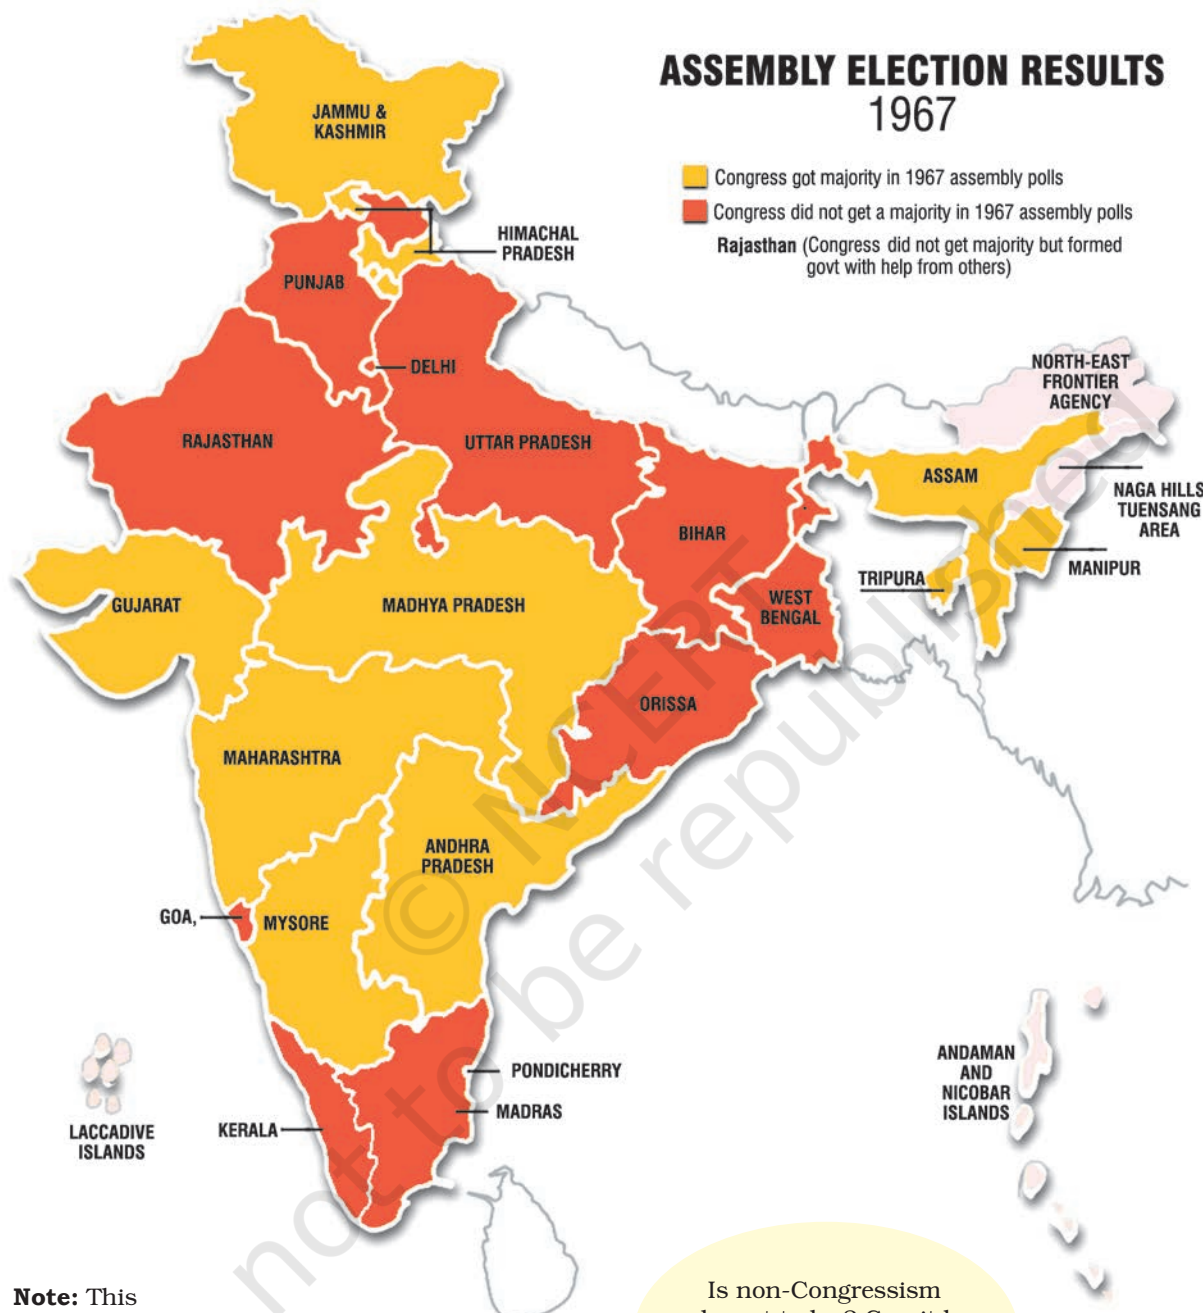 ASSEMBLY ELECTION RESULTS
1967
Congress got majority in 1967 assembly polls
Congress did not get a majority in 1967 assembly polls
Rajasthan (Congress did not get majority but formed
govt with help from others)
JAMMU &
KASHMIR
HIMACHAL
PRADESH
PUNJAB
DELHI
RAJASTHAN
UTTAR PRADESH
NORTH-EAST
FRONTIER
AGENCY
ASSAM
NAGA HILLS
TUENSANG
AREA
BIHAR
MANIPUR
TRIPURA
GUJARAT
MADHYA PRADESH
WEST
BENGAL
ORISSA
MAHARASHTRA
ANDHRA
PRADESH
GOA,
MYSORE
PONDICHERRY
MADRAS
KERALA
LACCADIVE
ISLANDS
ANDAMAN
AND
NICOBAR
ISLANDS
© NCERT
not to be republished
Note: This
Is non-Congressism